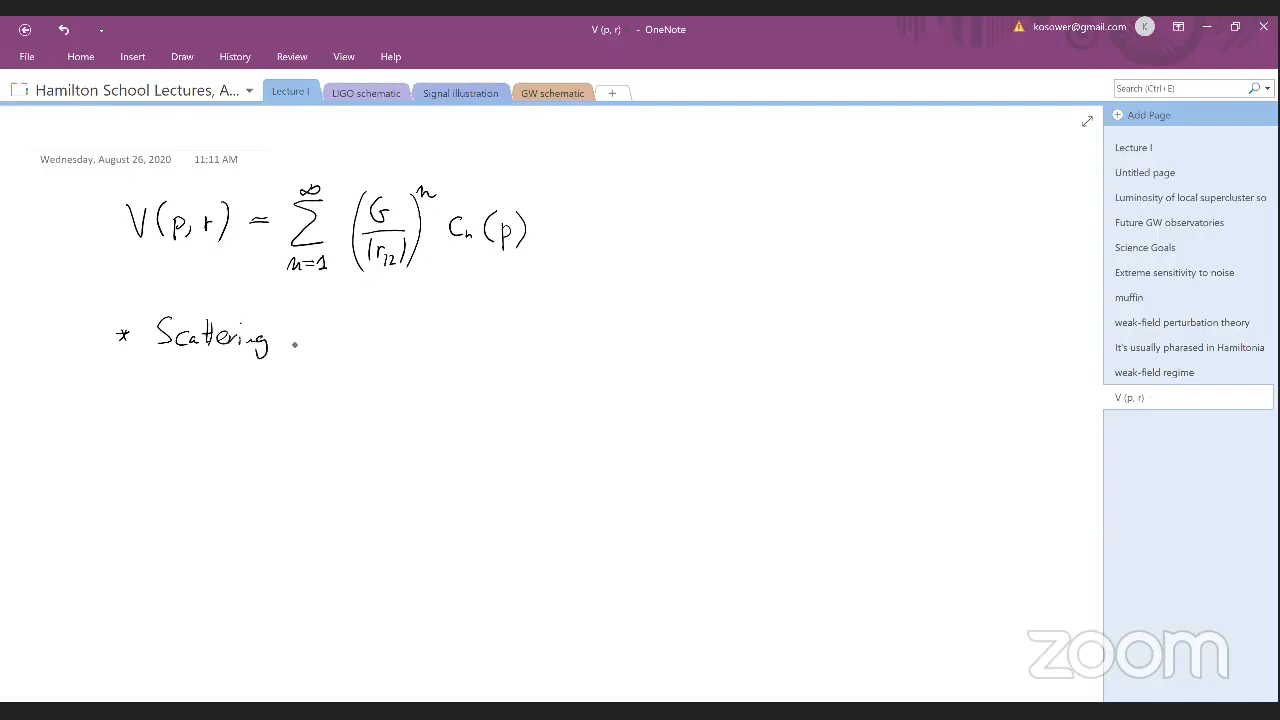 V (p, r) - OneNote
kosower@gmail.com K
File Home Insert Draw History Review View Help
Hamilton School Lectures, A... Lecture I LIGO schematic Signal illustration GW schematic +
Search (Ctrl+E)
Add Page
Lecture I
Untitled page
Luminosity of local supercluster so
Future GW observatories
Science Goals
Extreme sensitivity to noise
muffin
weak-field perturbation theory
It's usually pharased in Hamiltonia
weak-field regime
V (p, r)
Wednesday, August 26, 2020 11:11 AM
V(p, r) = ∑_{n=1}^{∞} (G/|r_{12}|)^n C_n(p)
* Scattering
zoom